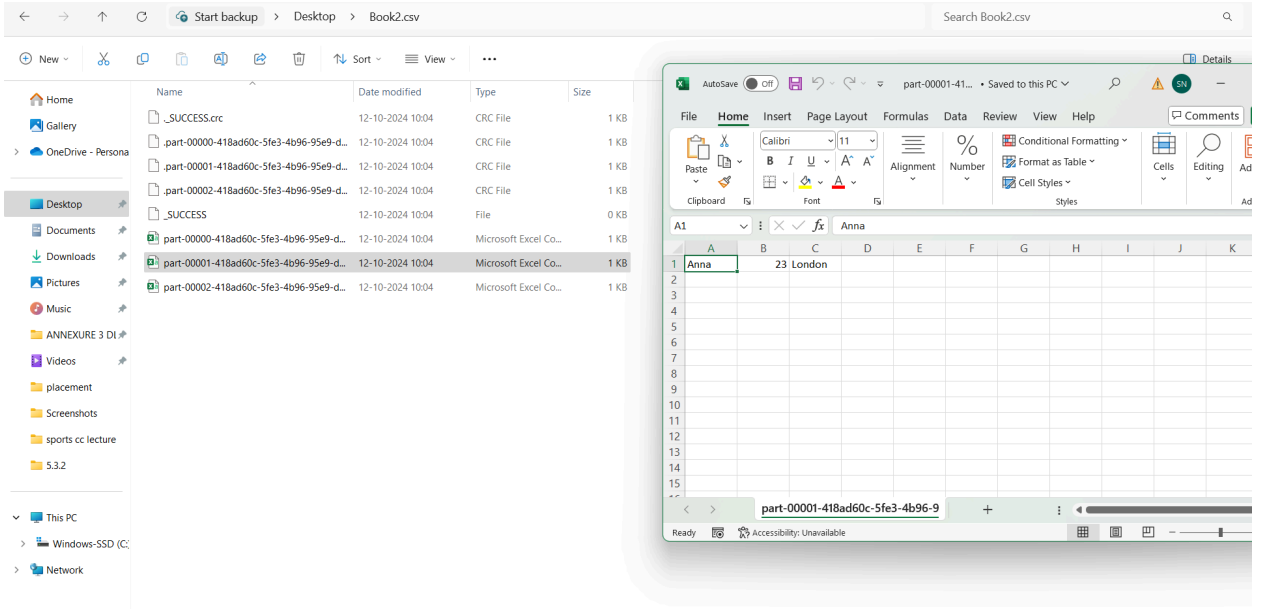 Start backup > Desktop > Book2.csv
Search Book2.csv
New
Sort
View
Details
Home
Gallery
OneDrive - Persona
Desktop
Documents
Downloads
Pictures
Music
ANNEXURE 3 DI
Videos
placement
Screenshots
sports cc lecture
5.3.2
This PC
Windows-SSD (C:
Network
Name Date modified Type Size
._SUCCESS.crc 12-10-2024 10:04 CRC File 1 KB
.part-00000-418ad60c-5fe3-4b96-95e9-d... 12-10-2024 10:04 CRC File 1 KB
.part-00001-418ad60c-5fe3-4b96-95e9-d... 12-10-2024 10:04 CRC File 1 KB
.part-00002-418ad60c-5fe3-4b96-95e9-d... 12-10-2024 10:04 CRC File 1 KB
_SUCCESS 12-10-2024 10:04 File 0 KB
part-00000-418ad60c-5fe3-4b96-95e9-d... 12-10-2024 10:04 Microsoft Excel Co... 1 KB
part-00001-418ad60c-5fe3-4b96-95e9-d... 12-10-2024 10:04 Microsoft Excel Co... 1 KB
part-00002-418ad60c-5fe3-4b96-95e9-d... 12-10-2024 10:04 Microsoft Excel Co... 1 KB
AutoSave Off part-00001-41... • Saved to this PC SN
File Home Insert Page Layout Formulas Data Review View Help Comments
Paste
Clipboard
Calibri 11
B I U A A
A
Font
Alignment
Number
Conditional Formatting
Format as Table
Cell Styles
Styles
Cells
Editing
Ad
Ad
A1 fx Anna
A B C D E F G H I J K
1 Anna 23 London
2
3
4
5
6
7
8
9
10
11
12
13
14
15
part-00001-418ad60c-5fe3-4b96-9
Ready Accessibility: Unavailable